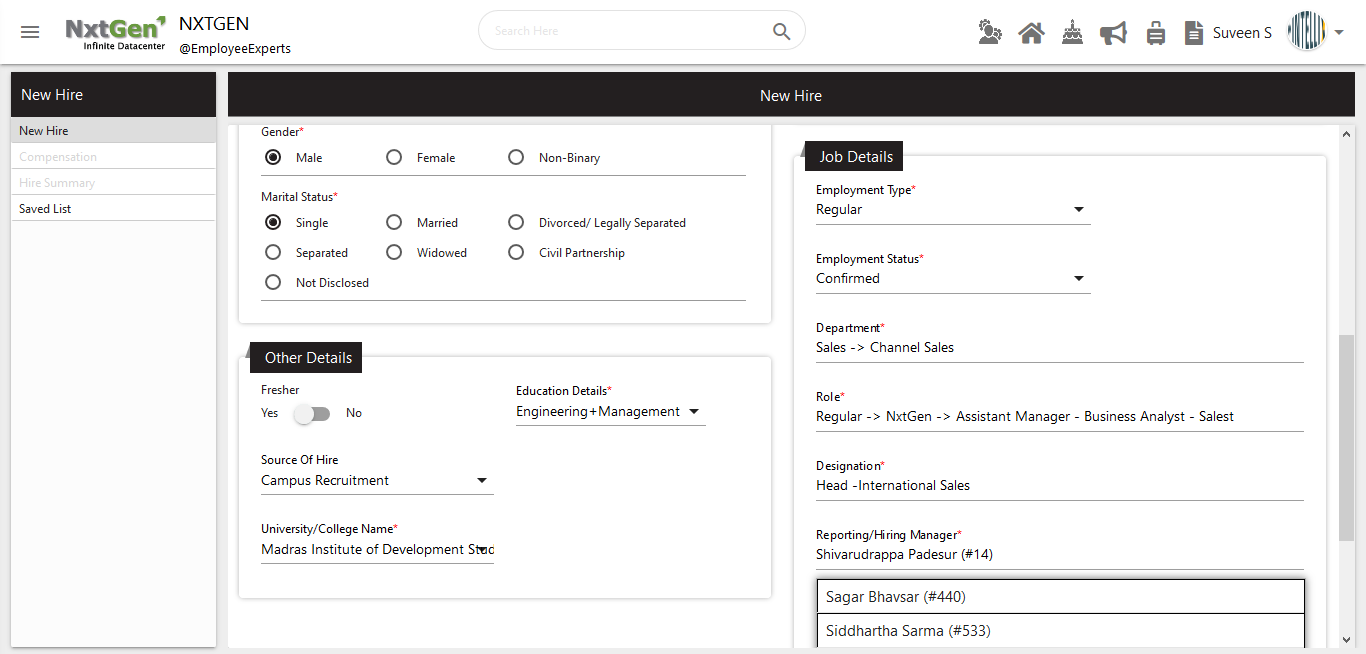 NxtGen
Infinite Datacenter
NXTGEN
@EmployeeExperts
Search Here
Suveen S
New Hire
New Hire
Compensation
Hire Summary
Saved List
New Hire
Gender*
Male
Female
Non-Binary
Marital Status*
Single
Married
Divorced/ Legally Separated
Separated
Widowed
Civil Partnership
Not Disclosed
Other Details
Fresher
Yes
No
Education Details*
Engineering+Management
Source Of Hire
Campus Recruitment
University/College Name*
Madras Institute of Development Stud
Job Details
Employment Type*
Regular
Employment Status*
Confirmed
Department*
Sales -> Channel Sales
Role*
Regular -> NxtGen -> Assistant Manager - Business Analyst - Salest
Designation*
Head -International Sales
Reporting/Hiring Manager*
Shivarudrappa Padesur (#14)
Sagar Bhavsar (#440)
Siddhartha Sarma (#533)